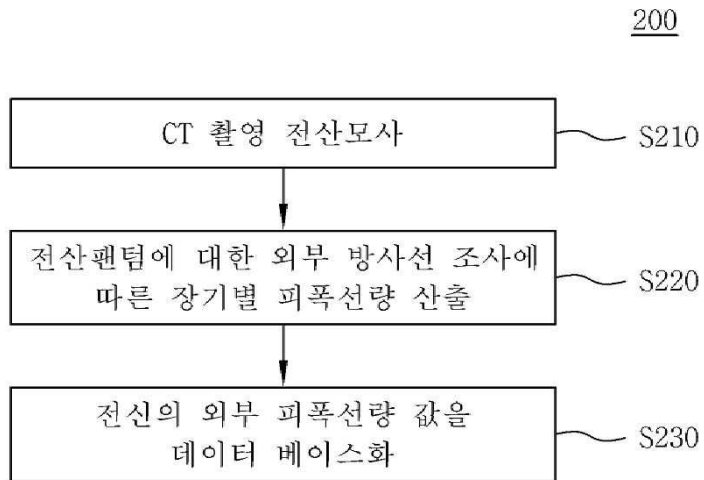 200
CT 촬영 전산모사
S210
전산팬텀에 대한 외부 방사선 조사에
따른 장기별 피폭선량 산출
S220
전신의 외부 피폭선량 값을
데이터 베이스화
S230